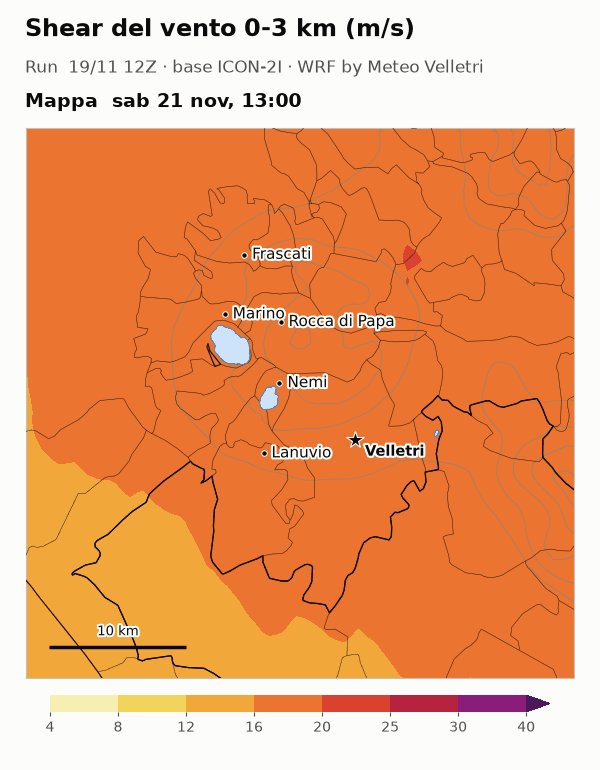 Shear del vento 0-3 km (m/s)
Run  19/11 12Z · base ICON-2I · WRF by Meteo Velletri
Mappa  sab 21 nov, 13:00
Frascati
Marino
Rocca di Papa
Nemi
Velletri
Lanuvio
10 km
4 8 12 16 20 25 30 40